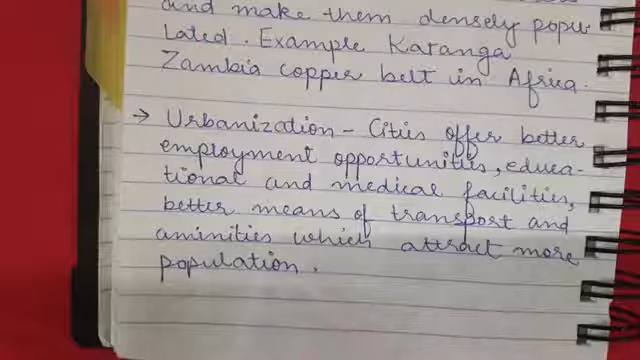 and make them densely popu
lated. Example Katanga
Zambia copper belt in Africa.
→ Urbanization - Cities offer better
employment opportunities, educa-
tional and medical facilities,
better means of transport and
aminities which attract more
population.